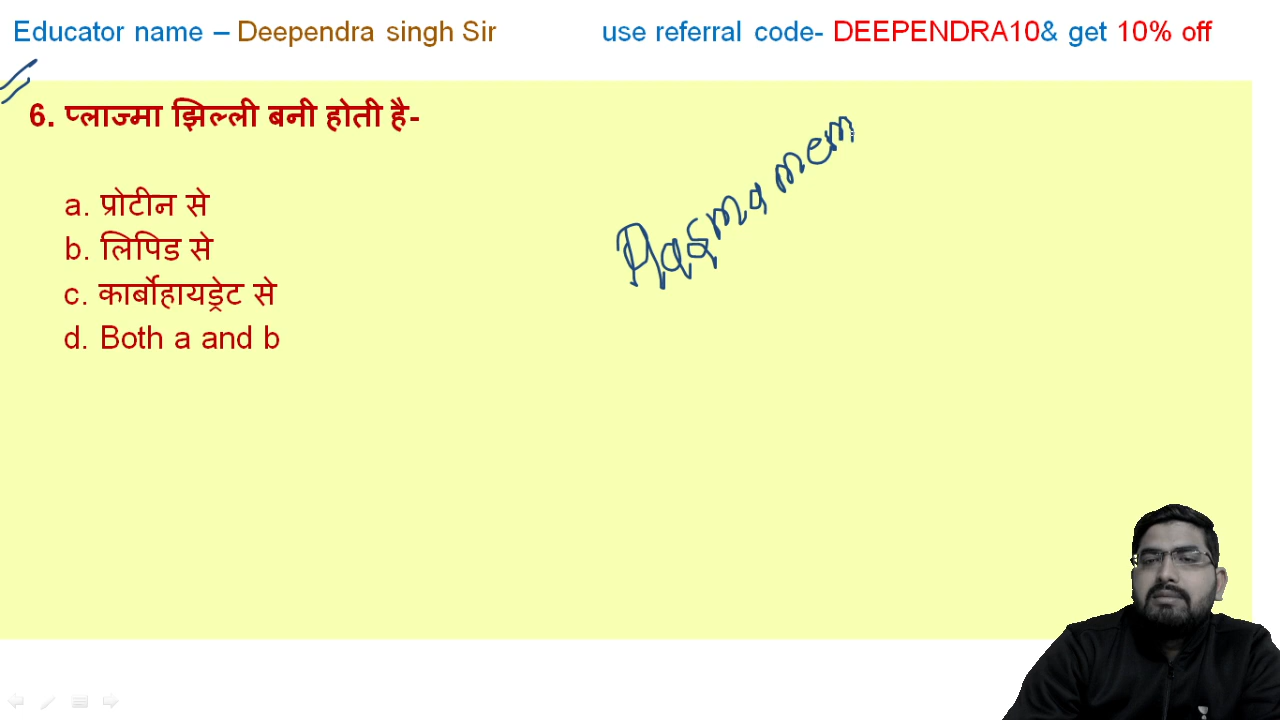 Educator name – Deependra singh Sir use referral code- DEEPENDRA10& get 10% off
6. प्लाज्मा झिल्ली बनी होती है-
a. प्रोटीन से
b. लिपिड से
c. कार्बोहायड्रेट से
d. Both a and b
Plasma mem